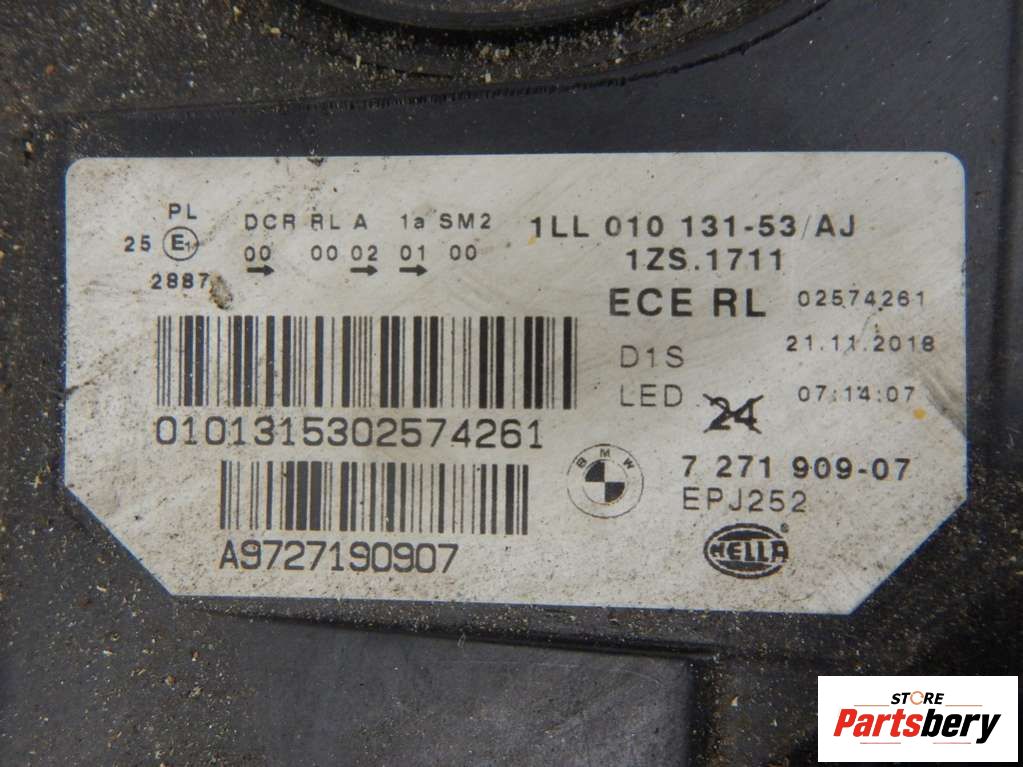 PL
25 E1
2887
DCR RL A 1a SM2
00 00 02 01 00
1LL 010 131-53/AJ
1ZS.1711
ECE RL 02574261
D1S 21.11.2018
LED 24 07:14:07
0101315302574261
BMW 7 271 909-07
EPJ252
A9727190907
HELLA®
STORE
Partsbery